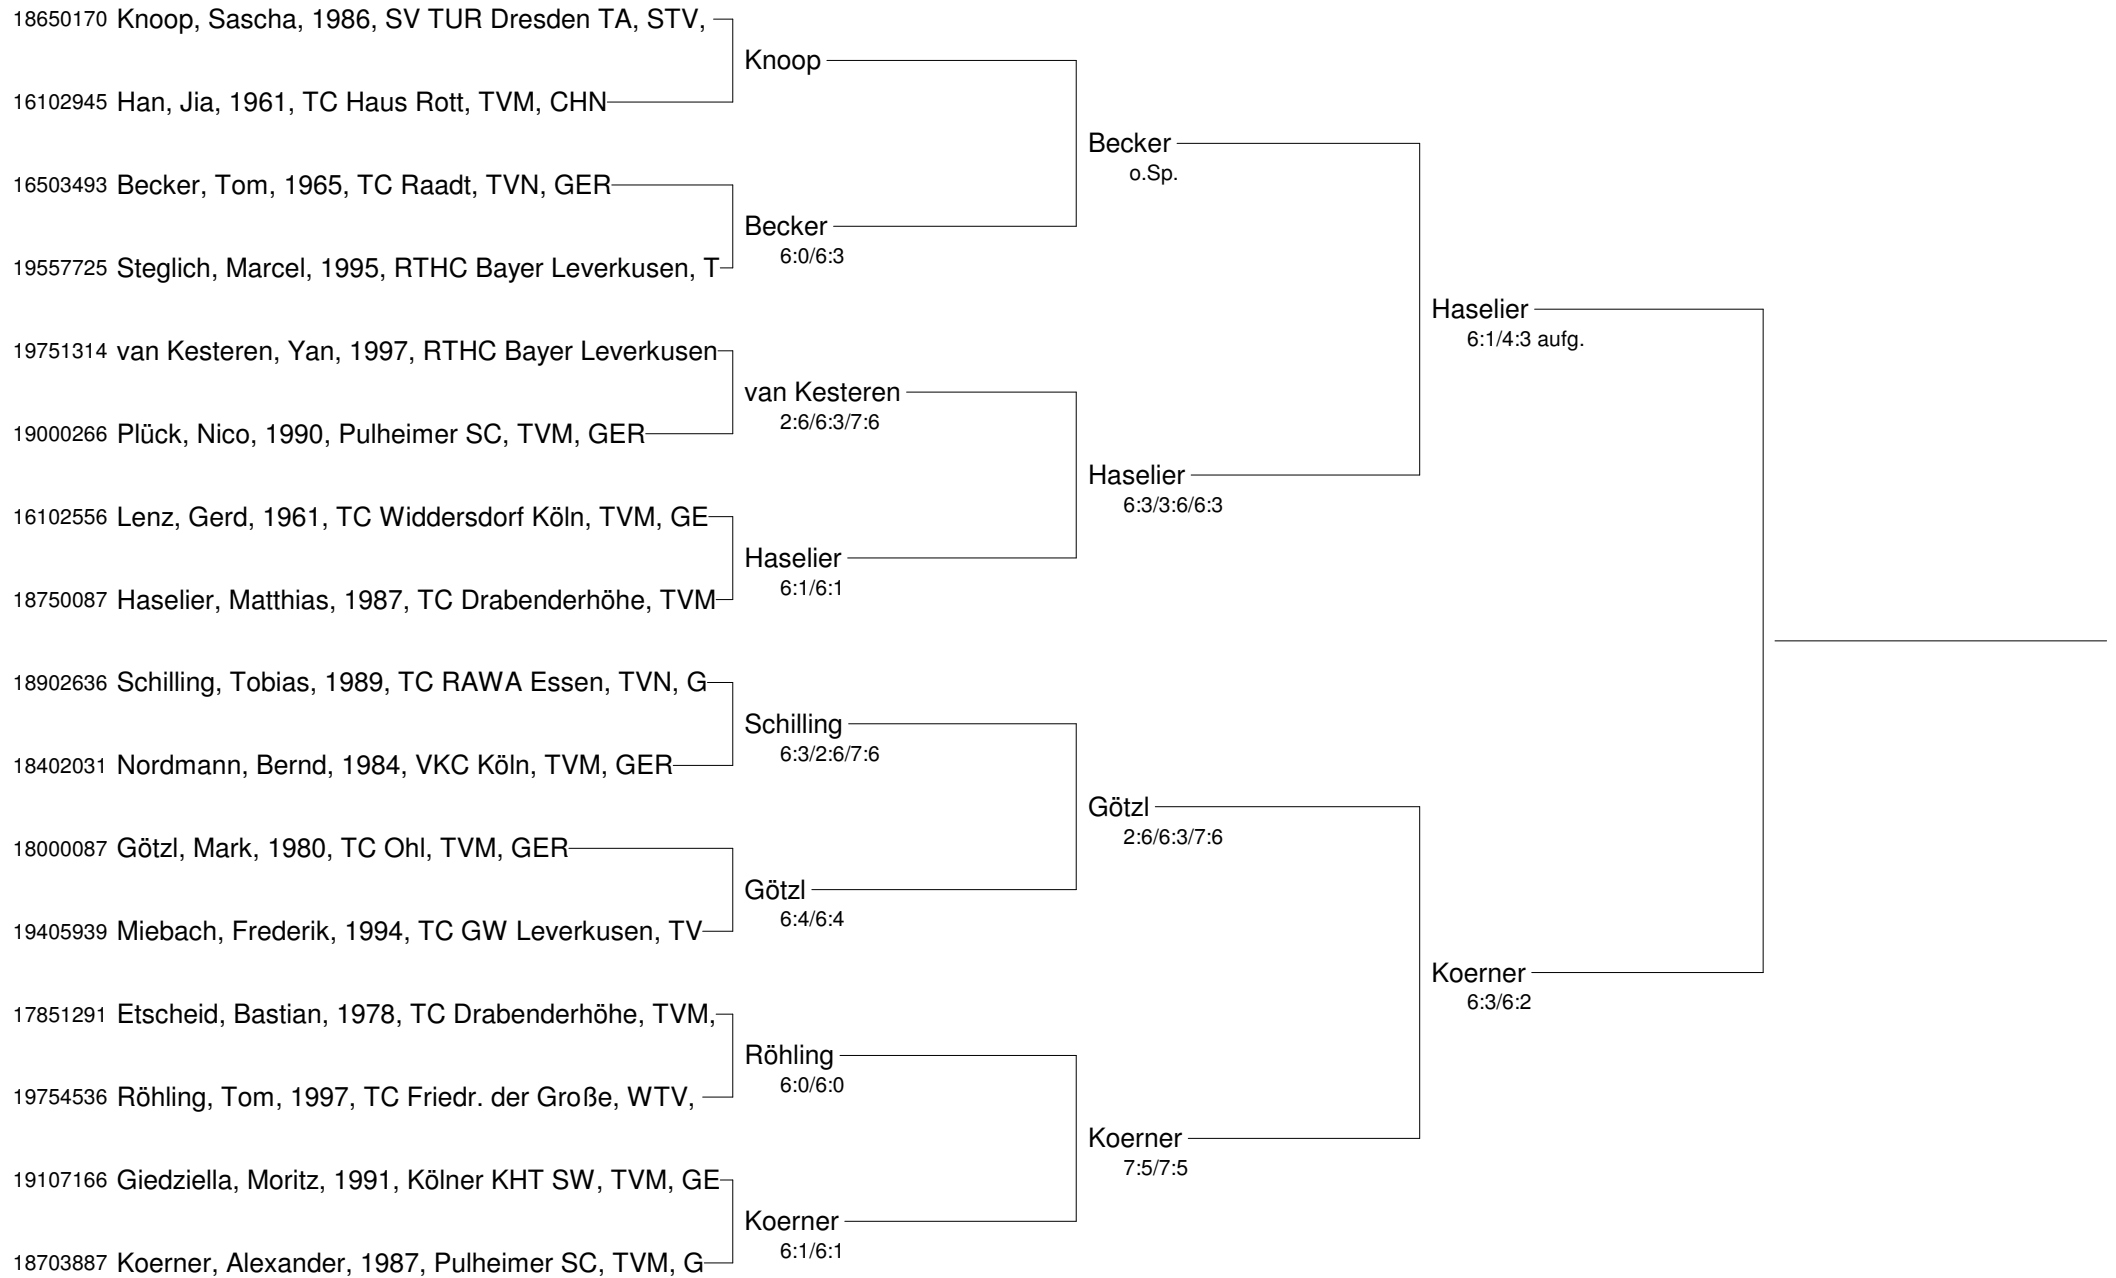 18650170 Knoop, Sascha, 1986, SV TUR Dresden TA, STV,
Knoop
16102945 Han, Jia, 1961, TC Haus Rott, TVM, CHN
Becker
o.Sp.
16503493 Becker, Tom, 1965, TC Raadt, TVN, GER
Becker
6:0/6:3
19557725 Steglich, Marcel, 1995, RTHC Bayer Leverkusen, T
Haselier
6:1/4:3 aufg.
19751314 van Kesteren, Yan, 1997, RTHC Bayer Leverkusen
van Kesteren
2:6/6:3/7:6
19000266 Plück, Nico, 1990, Pulheimer SC, TVM, GER
Haselier
6:3/3:6/6:3
16102556 Lenz, Gerd, 1961, TC Widdersdorf Köln, TVM, GE
Haselier
6:1/6:1
18750087 Haselier, Matthias, 1987, TC Drabenderhöhe, TVM
18902636 Schilling, Tobias, 1989, TC RAWA Essen, TVN, G
Schilling
6:3/2:6/7:6
18402031 Nordmann, Bernd, 1984, VKC Köln, TVM, GER
Götzl
2:6/6:3/7:6
18000087 Götzl, Mark, 1980, TC Ohl, TVM, GER
Götzl
6:4/6:4
19405939 Miebach, Frederik, 1994, TC GW Leverkusen, TV
Koerner
6:3/6:2
17851291 Etscheid, Bastian, 1978, TC Drabenderhöhe, TVM,
Röhling
6:0/6:0
19754536 Röhling, Tom, 1997, TC Friedr. der Große, WTV,
Koerner
7:5/7:5
19107166 Giedziella, Moritz, 1991, Kölner KHT SW, TVM, GE
Koerner
6:1/6:1
18703887 Koerner, Alexander, 1987, Pulheimer SC, TVM, G